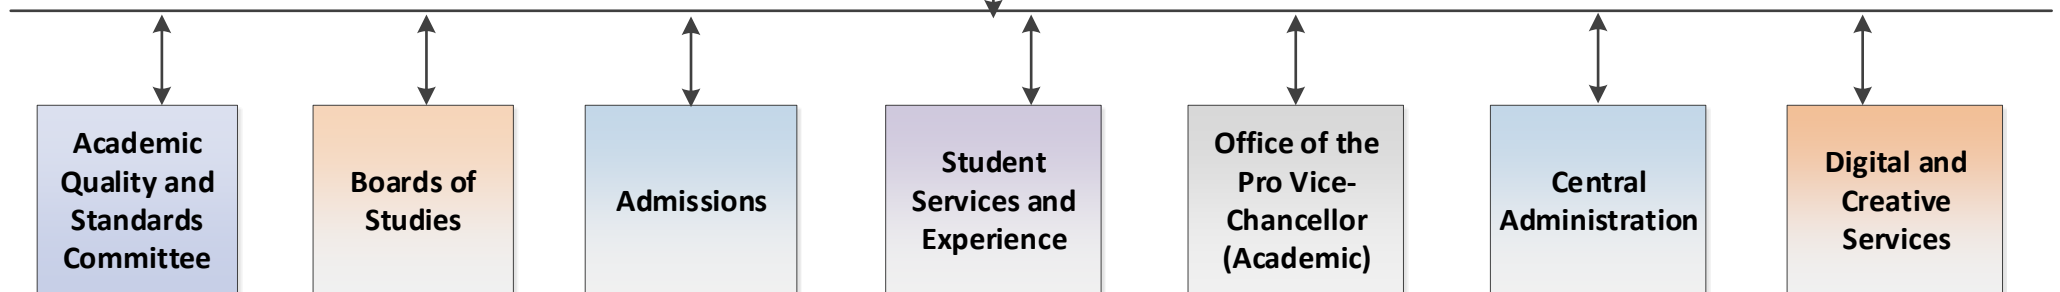 Academic
Quality and
Standards
Committee
Boards of
Studies
Admissions
Student
Services and
Experience
Office of the
Pro Vice-
Chancellor
(Academic)
Central
Administration
Digital and
Creative
Services